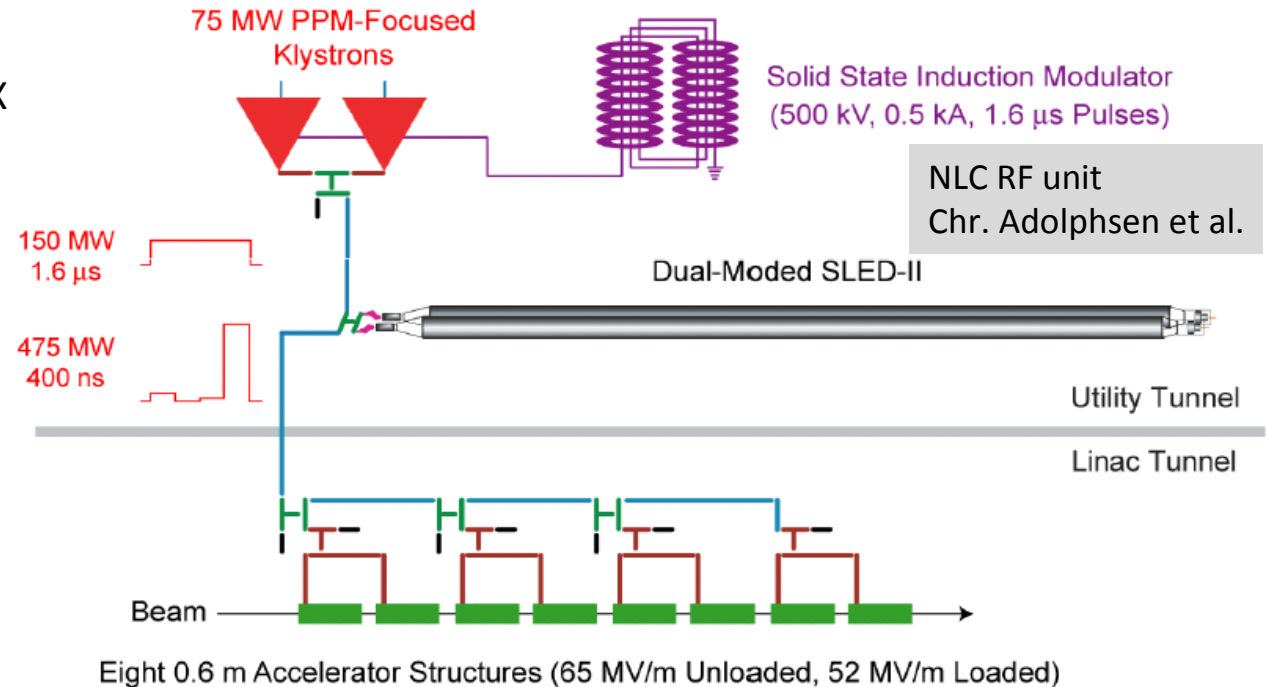 75 MW PPM-Focused
Klystrons
X
Solid State Induction Modulator
(500 kV, 0.5 kA, 1.6 µs Pulses)
NLC RF unit
Chr. Adolphsen et al.
150 MW
1.6 µs
Dual-Moded SLED-II
475 MW
400 ns
Utility Tunnel
Linac Tunnel
Beam
Eight 0.6 m Accelerator Structures (65 MV/m Unloaded, 52 MV/m Loaded)